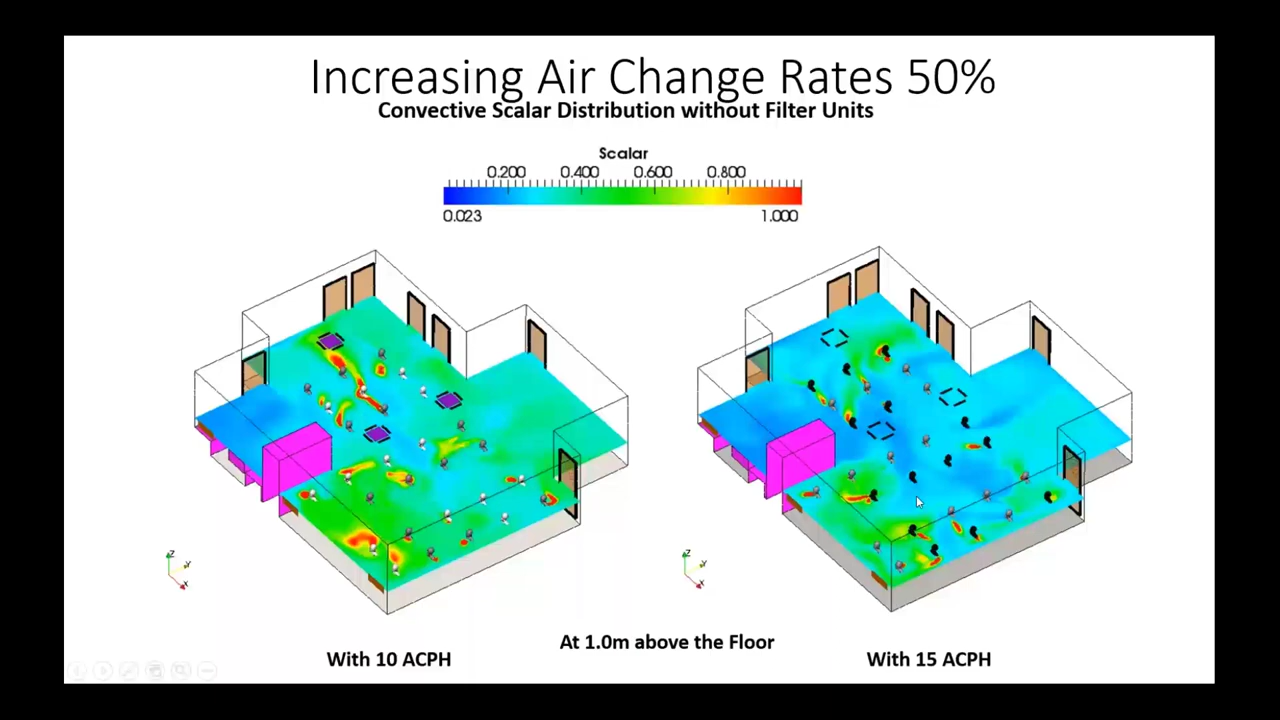 Increasing Air Change Rates 50%
Convective Scalar Distribution without Filter Units
Scalar
0.200 0.400 0.600 0.800
0.023 1.000
Z Y X
Z Y X
At 1.0m above the Floor
With 10 ACPH
With 15 ACPH